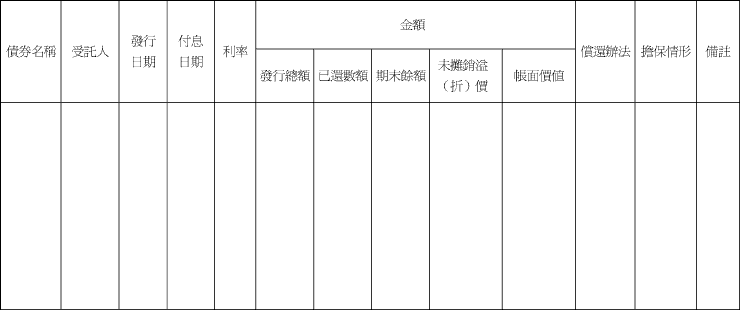 債券名稱
受託人
發行
日期
付息
日期
利率
金額
發行總額
已還數額
期末餘額
未攤銷溢
（折）價
帳面價值
償還辦法
擔保情形
備註